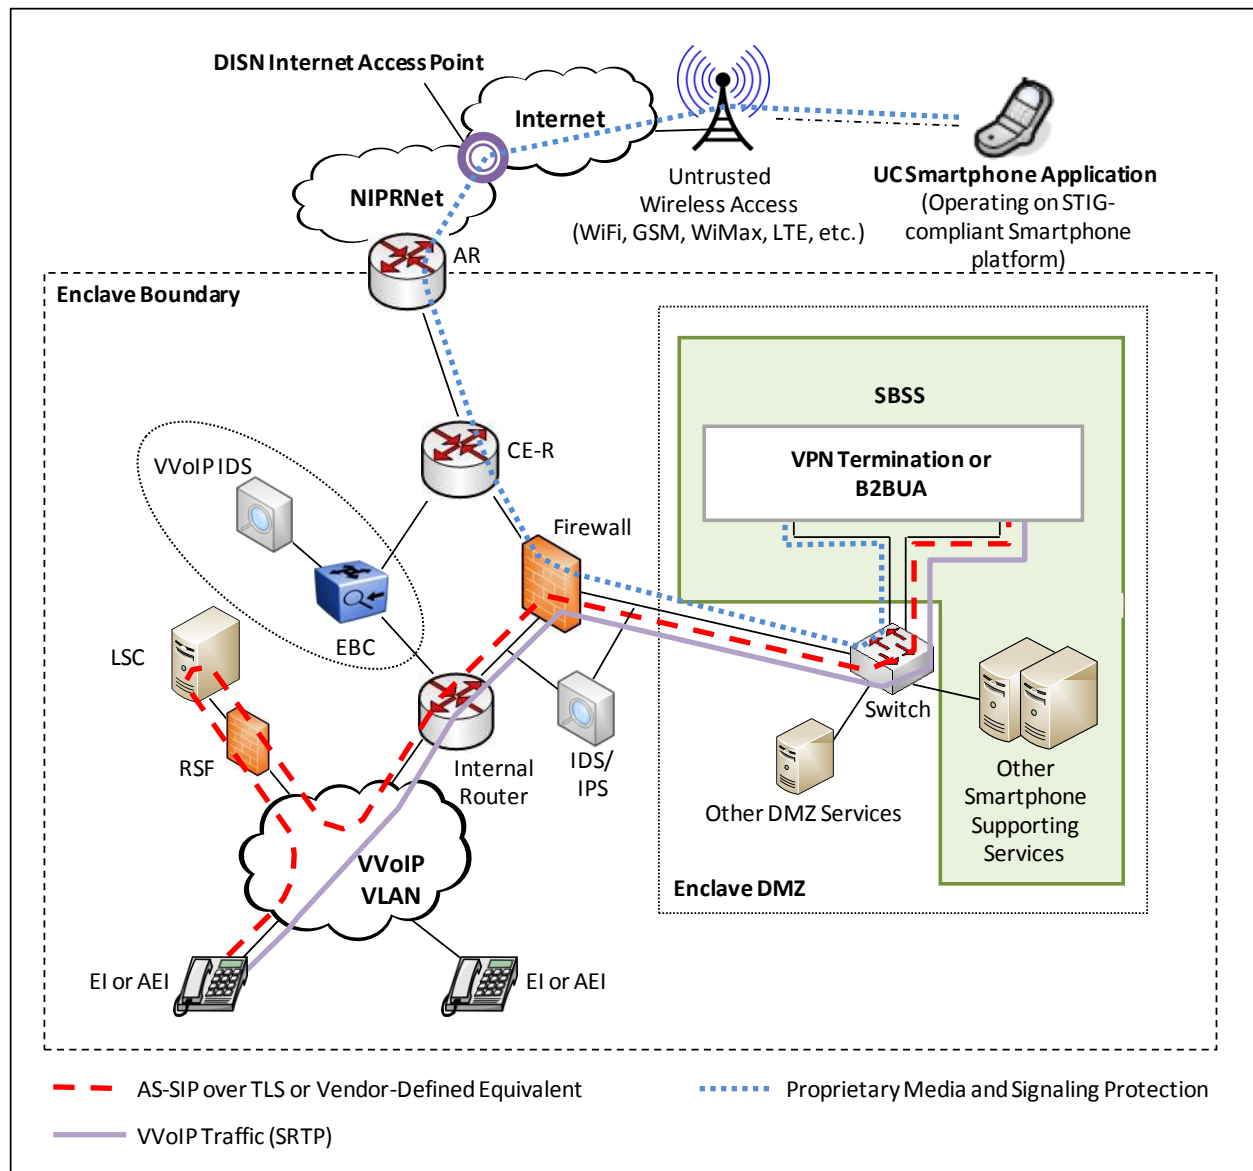 DISN Internet Access Point
Internet
NIPRNet
Untrusted
Wireless Access
(WiFi, GSM, WiMax, LTE, etc.)
UC Smartphone Application
(Operating on STIG-
compliant Smartphone
platform)
AR
Enclave Boundary
SBSS
VPN Termination or
B2BUA
CE-R
VVoIP IDS
Firewall
EBC
LSC
RSF
Internal
Router
IDS/
IPS
Switch
Other DMZ Services
Other
Smartphone
Supporting
Services
VVoIP
VLAN
Enclave DMZ
EI or AEI
EI or AEI
AS-SIP over TLS or Vendor-Defined Equivalent
Proprietary Media and Signaling Protection
VVoIP Traffic (SRTP)